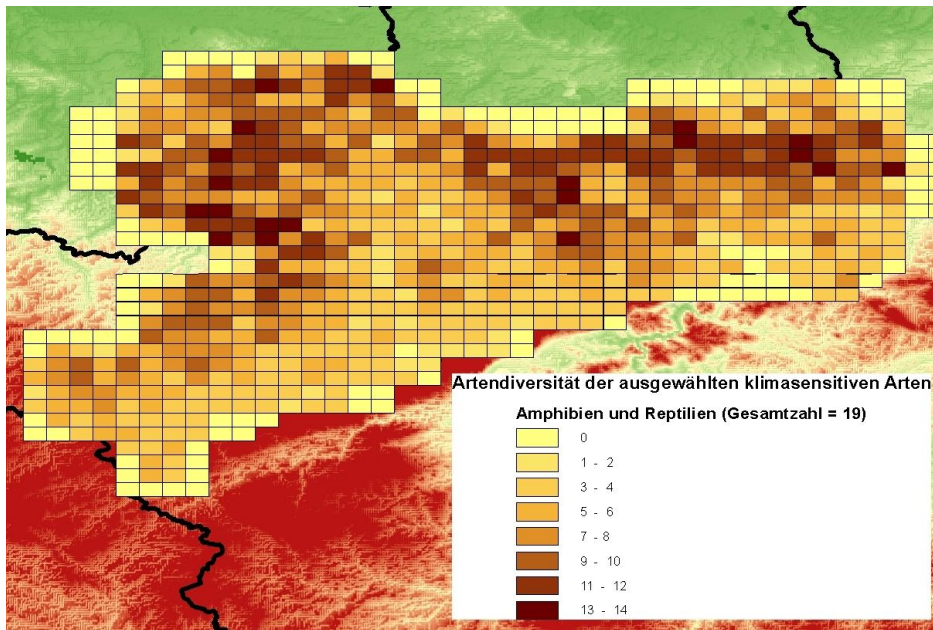 Artendiversität der ausgewählten klimasensitiven Arten
Amphibien und Reptilien (Gesamtzahl = 19)
0
1 - 2
3 - 4
5 - 6
7 - 8
9 - 10
11 - 12
13 - 14